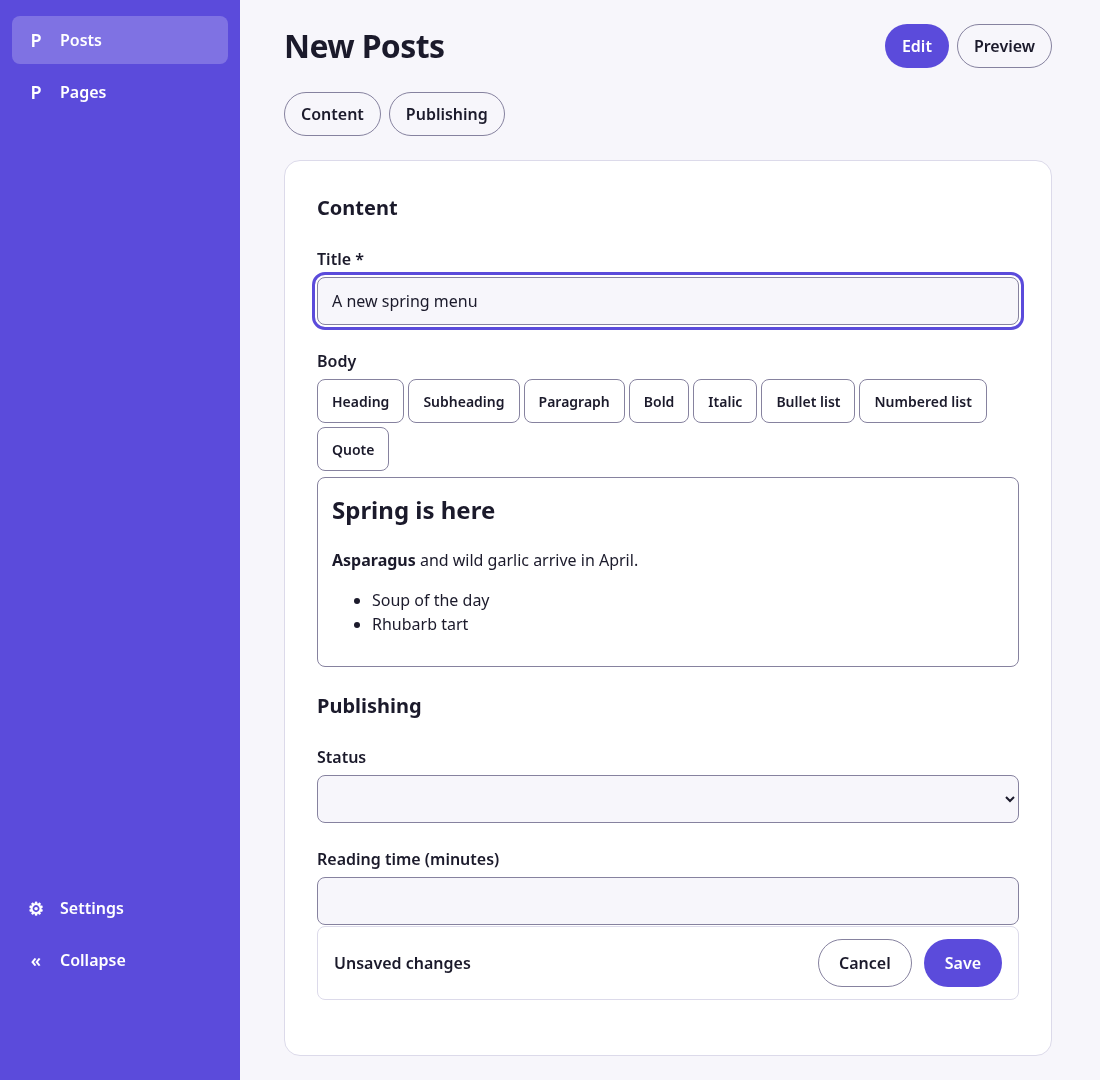 P Posts
P Pages
⚙ Settings
« Collapse
New Posts
Edit Preview
Content Publishing
Content
Title *
A new spring menu
Body
Heading Subheading Paragraph Bold Italic Bullet list Numbered list
Quote
Spring is here
Asparagus and wild garlic arrive in April.
• Soup of the day
• Rhubarb tart
Publishing
Status
Reading time (minutes)
Unsaved changes Cancel Save